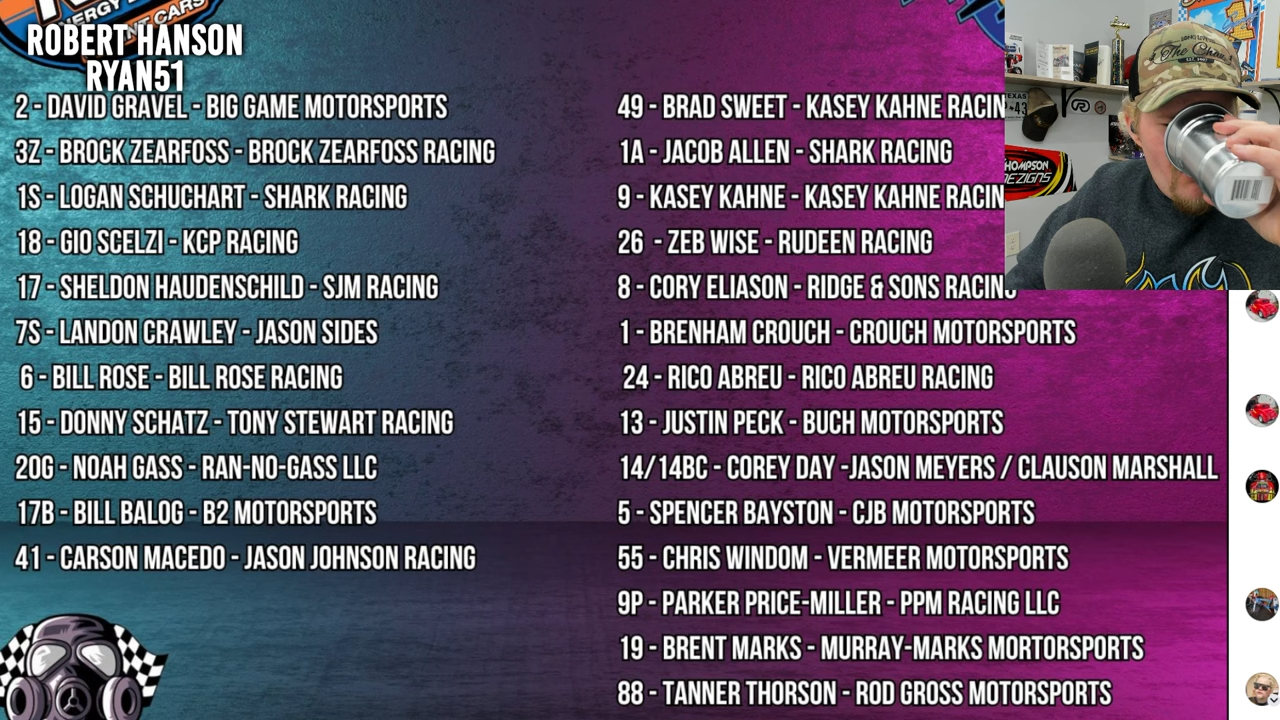 NERGY
NT CARS
ROBERT HANSON
RYAN51
2 - DAVID GRAVEL - BIG GAME MOTORSPORTS
3Z - BROCK ZEARFOSS - BROCK ZEARFOSS RACING
1S - LOGAN SCHUCHART - SHARK RACING
18 - GIO SCELZI - KCP RACING
17 - SHELDON HAUDENSCHILD - SJM RACING
7S - LANDON CRAWLEY - JASON SIDES
6 - BILL ROSE - BILL ROSE RACING
15 - DONNY SCHATZ - TONY STEWART RACING
20G - NOAH GASS - RAN-NO-GASS LLC
17B - BILL BALOG - B2 MOTORSPORTS
41 - CARSON MACEDO - JASON JOHNSON RACING
49 - BRAD SWEET - KASEY KAHNE RACIN
1A - JACOB ALLEN - SHARK RACING
9 - KASEY KAHNE - KASEY KAHNE RACIN
26 - ZEB WISE - RUDEEN RACING
8 - CORY ELIASON - RIDGE & SONS RACING
1 - BRENHAM CROUCH - CROUCH MOTORSPORTS
24 - RICO ABREU - RICO ABREU RACING
13 - JUSTIN PECK - BUCH MOTORSPORTS
14/14BC - COREY DAY -JASON MEYERS / CLAUSON MARSHALL
5 - SPENCER BAYSTON - CJB MOTORSPORTS
55 - CHRIS WINDOM - VERMEER MOTORSPORTS
9P - PARKER PRICE-MILLER - PPM RACING LLC
19 - BRENT MARKS - MURRAY-MARKS MORTORSPORTS
88 - TANNER THORSON - ROD GROSS MOTORSPORTS
The
HOMPSON
DEZIGNS